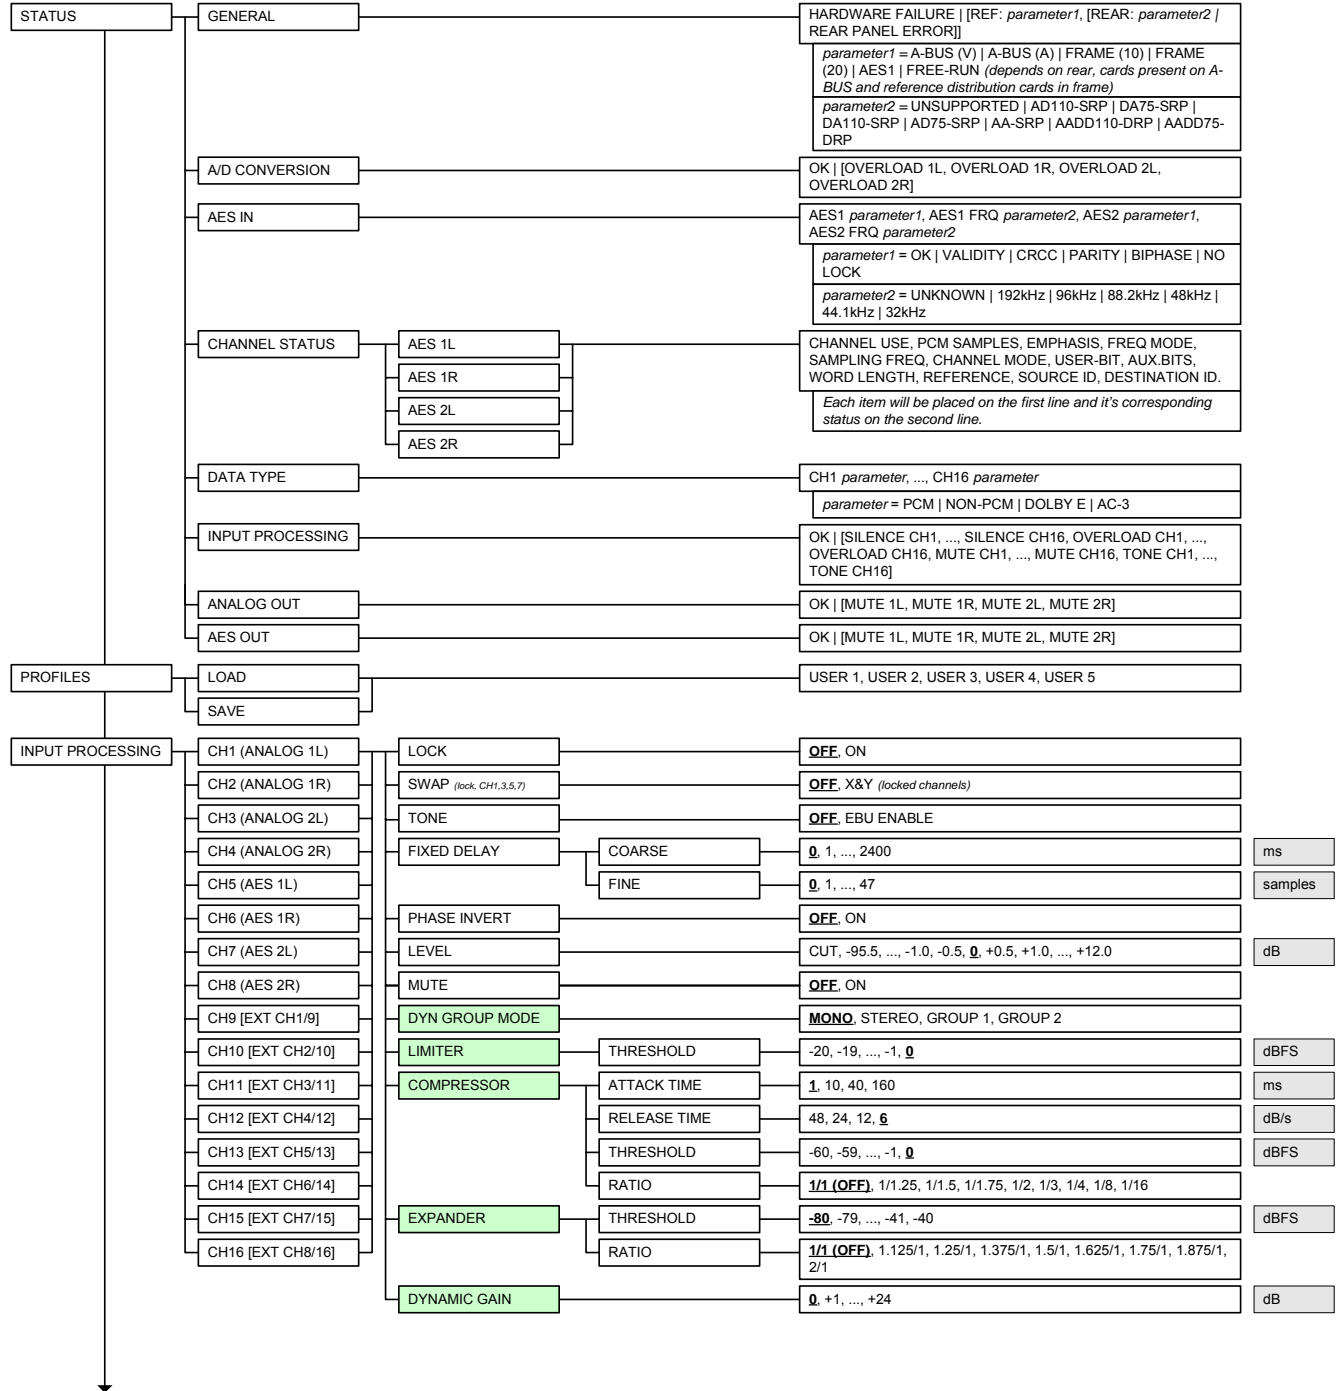 STATUS
GENERAL
HARDWARE FAILURE | [REF: parameter1, [REAR: parameter2 |
REAR PANEL ERROR]]
parameter1 = A-BUS (V) | A-BUS (A) | FRAME (10) | FRAME
(20) | AES1 | FREE-RUN (depends on rear, cards present on A-
BUS and reference distribution cards in frame)
parameter2 = UNSUPPORTED | AD110-SRP | DA75-SRP |
DA110-SRP | AD75-SRP | AA-SRP | AADD110-DRP | AADD75-
DRP
A/D CONVERSION
OK | [OVERLOAD 1L, OVERLOAD 1R, OVERLOAD 2L,
OVERLOAD 2R]
AES IN
AES1 parameter1, AES1 FRQ parameter2, AES2 parameter1,
AES2 FRQ parameter2
parameter1 = OK | VALIDITY | CRCC | PARITY | BIPHASE | NO
LOCK
parameter2 = UNKNOWN | 192kHz | 96kHz | 88.2kHz | 48kHz |
44.1kHz | 32kHz
CHANNEL STATUS
AES 1L
AES 1R
AES 2L
AES 2R
CHANNEL USE, PCM SAMPLES, EMPHASIS, FREQ MODE,
SAMPLING FREQ, CHANNEL MODE, USER-BIT, AUX.BITS,
WORD LENGTH, REFERENCE, SOURCE ID, DESTINATION ID.
Each item will be placed on the first line and it's corresponding
status on the second line.
DATA TYPE
CH1 parameter, ..., CH16 parameter
parameter = PCM | NON-PCM | DOLBY E | AC-3
INPUT PROCESSING
OK | [SILENCE CH1, ..., SILENCE CH16, OVERLOAD CH1, ...,
OVERLOAD CH16, MUTE CH1, ..., MUTE CH16, TONE CH1, ...,
TONE CH16]
ANALOG OUT
OK | [MUTE 1L, MUTE 1R, MUTE 2L, MUTE 2R]
AES OUT
OK | [MUTE 1L, MUTE 1R, MUTE 2L, MUTE 2R]
PROFILES
LOAD
SAVE
USER 1, USER 2, USER 3, USER 4, USER 5
INPUT PROCESSING
CH1 (ANALOG 1L)
CH2 (ANALOG 1R)
CH3 (ANALOG 2L)
CH4 (ANALOG 2R)
CH5 (AES 1L)
CH6 (AES 1R)
CH7 (AES 2L)
CH8 (AES 2R)
CH9 [EXT CH1/9]
CH10 [EXT CH2/10]
CH11 [EXT CH3/11]
CH12 [EXT CH4/12]
CH13 [EXT CH5/13]
CH14 [EXT CH6/14]
CH15 [EXT CH7/15]
CH16 [EXT CH8/16]
LOCK
OFF, ON
SWAP (lock, CH1,3,5,7)
OFF, X&Y (locked channels)
TONE
OFF, EBU ENABLE
FIXED DELAY
COARSE
0, 1, ..., 2400
ms
FINE
0, 1, ..., 47
samples
PHASE INVERT
OFF, ON
LEVEL
CUT, -95.5, ..., -1.0, -0.5, 0, +0.5, +1.0, ..., +12.0
dB
MUTE
OFF, ON
DYN GROUP MODE
MONO, STEREO, GROUP 1, GROUP 2
LIMITER
THRESHOLD
-20, -19, ..., -1, 0
dBFS
COMPRESSOR
ATTACK TIME
1, 10, 40, 160
ms
RELEASE TIME
48, 24, 12, 6
dB/s
THRESHOLD
-60, -59, ..., -1, 0
dBFS
RATIO
1/1 (OFF), 1/1.25, 1/1.5, 1/1.75, 1/2, 1/3, 1/4, 1/8, 1/16
EXPANDER
THRESHOLD
-80, -79, ..., -41, -40
dBFS
RATIO
1/1 (OFF), 1.125/1, 1.25/1, 1.375/1, 1.5/1, 1.625/1, 1.75/1, 1.875/1,
2/1
DYNAMIC GAIN
0, +1, ..., +24
dB